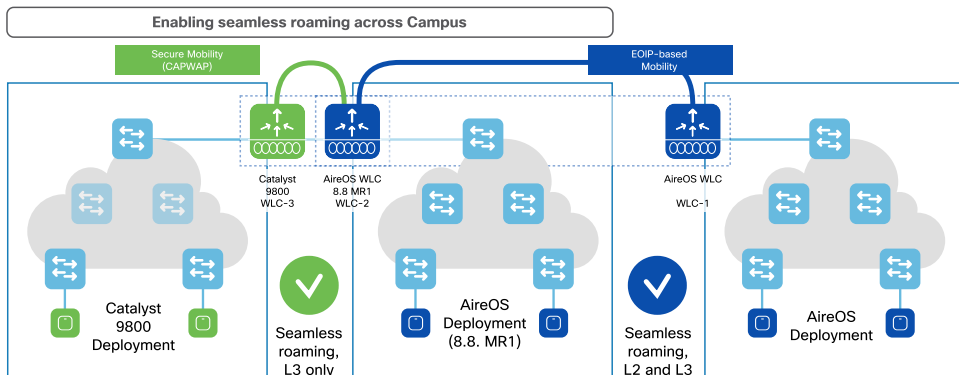 Enabling seamless roaming across Campus
Secure Mobility
(CAPWAP)
EOIP-based
Mobility
Catalyst
9800
WLC-3
AireOS WLC
8.8 MR1
WLC-2
AireOS WLC
WLC-1
Catalyst
9800
Deployment
Seamless
roaming,
L3 only
AireOS
Deployment
(8.8. MR1)
Seamless
roaming,
L2 and L3
AireOS
Deployment